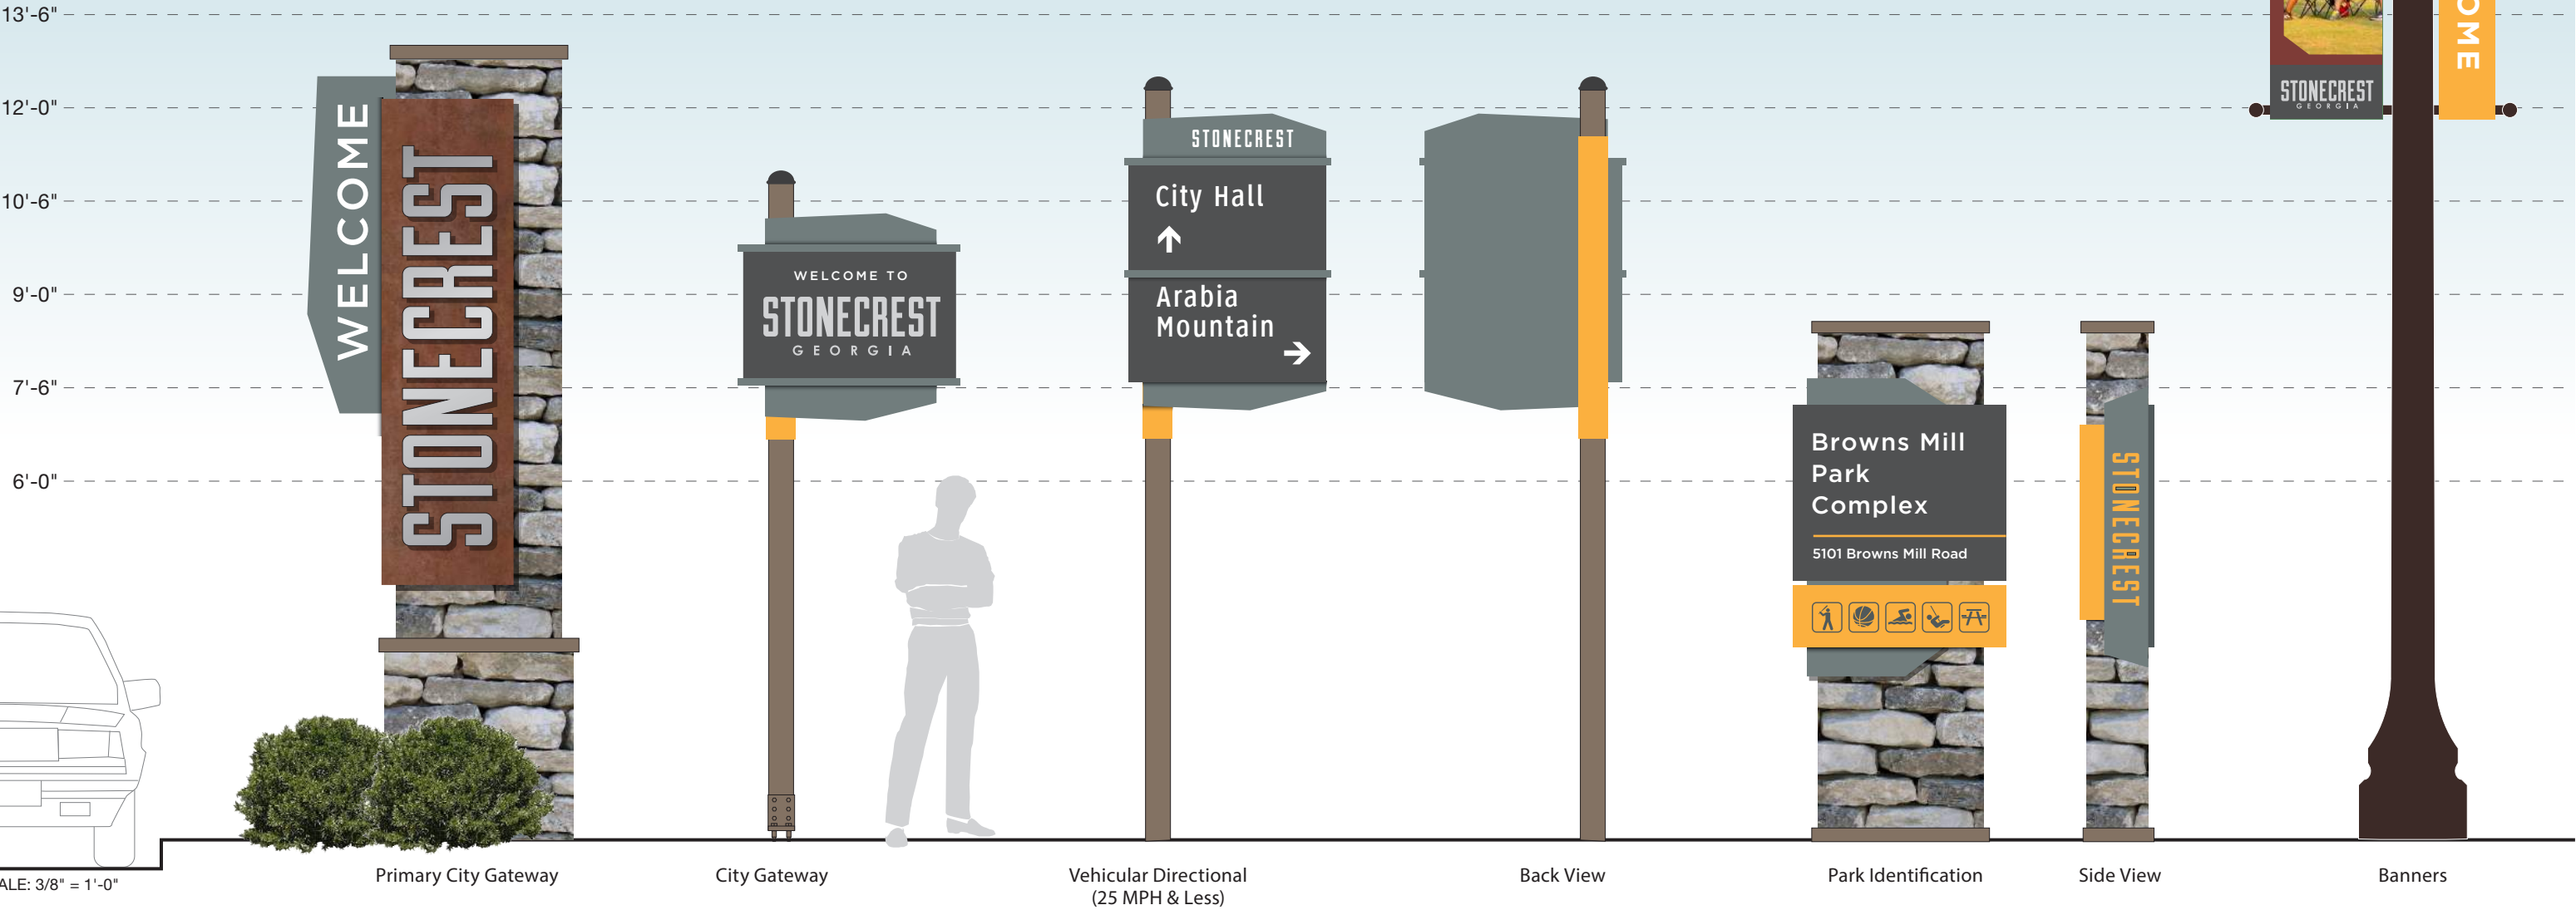 13'-6"
12'-0"
10'-6"
9'-0"
7'-6"
6'-0"
WELCOME
STONECREST
WELCOME TO
STONECREST
GEORGIA
STONECREST
City Hall
Arabia
Mountain
Browns Mill
Park
Complex
5101 Browns Mill Road
STONECREST
STONECREST
GEORGIA
OME
ALE: 3/8" = 1'-0"
Primary City Gateway
City Gateway
Vehicular Directional
(25 MPH & Less)
Back View
Park Identification
Side View
Banners